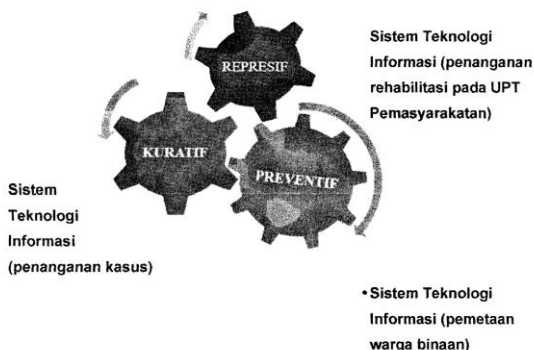 REPRESIF
Sistem Teknologi
Informasi (penanganan
rehabilitasi pada UPT
Pemasyarakatan)
KURATIF
PREVENTIF
Sistem
Teknologi
Informasi
(penanganan kasus)
•Sistem Teknologi
Informasi (pemetaan
warga binaan)